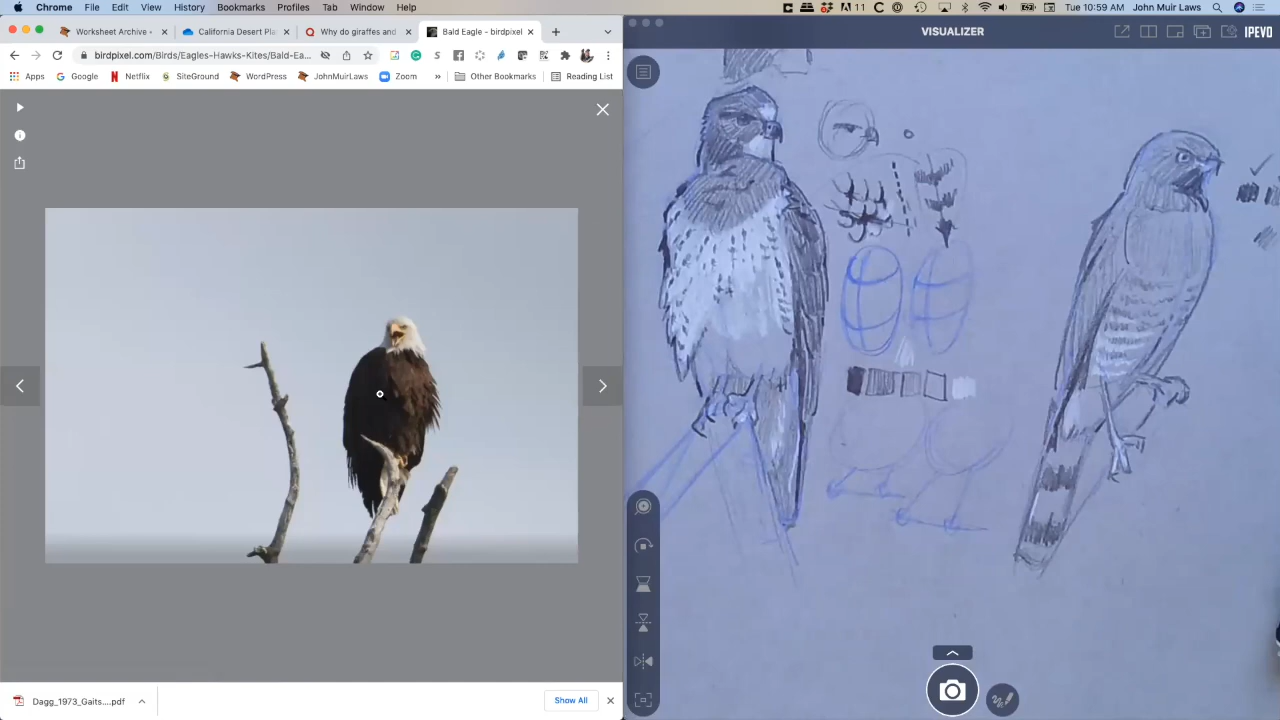 Chrome File Edit View History Bookmarks Profiles Tab Window Help
11 Tue 10:59 AM John Muir Laws
Worksheet Archive •
California Desert Pla
Why do giraffes and
Bald Eagle - birdpixel
birdpixel.com/Birds/Eagles-Hawks-Kites/Bald-Ea...
Apps Google Netflix SiteGround WordPress JohnMuirLaws Zoom » Other Bookmarks Reading List
VISUALIZER
IPEVO
Dagg_1973_Gaits....pdf
Show All